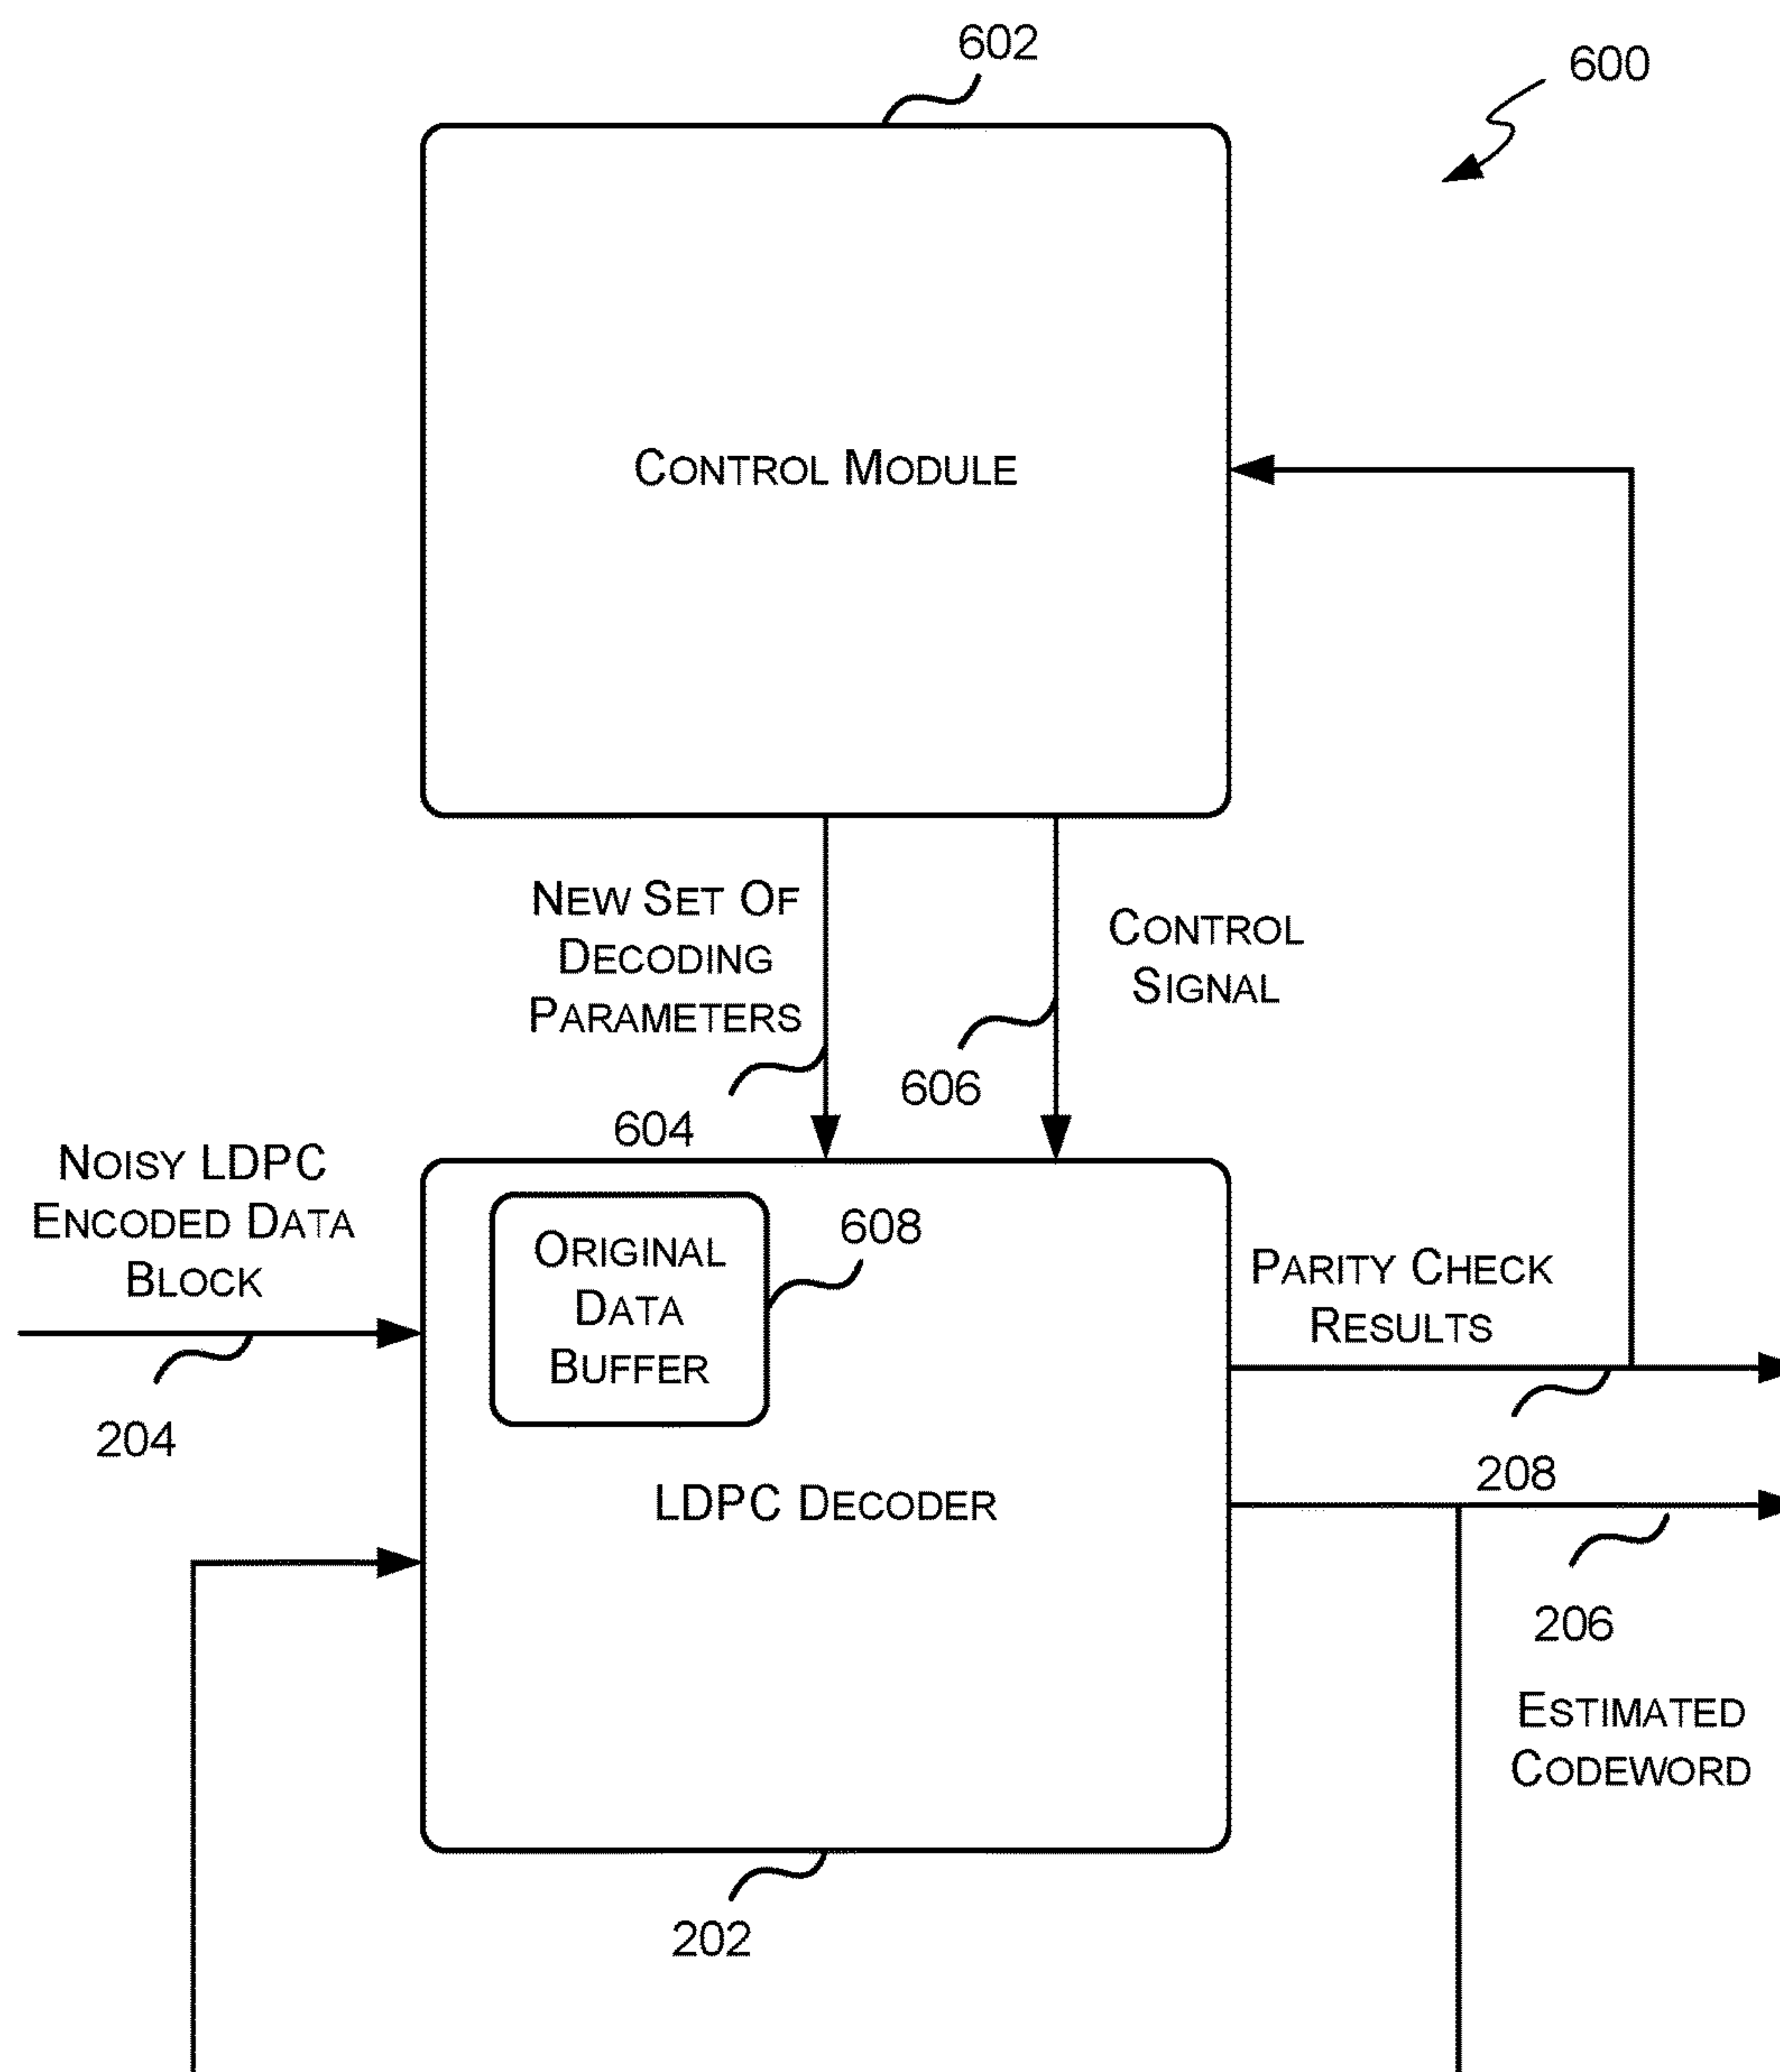 602
600
CONTROL MODULE
NEW SET OF
DECODING
PARAMETERS
CONTROL
SIGNAL
604
606
NOISY LDPC
ENCODED DATA
BLOCK
204
ORIGINAL
DATA
BUFFER
608
PARITY CHECK
RESULTS
208
LDPC DECODER
206
ESTIMATED
CODEWORD
202